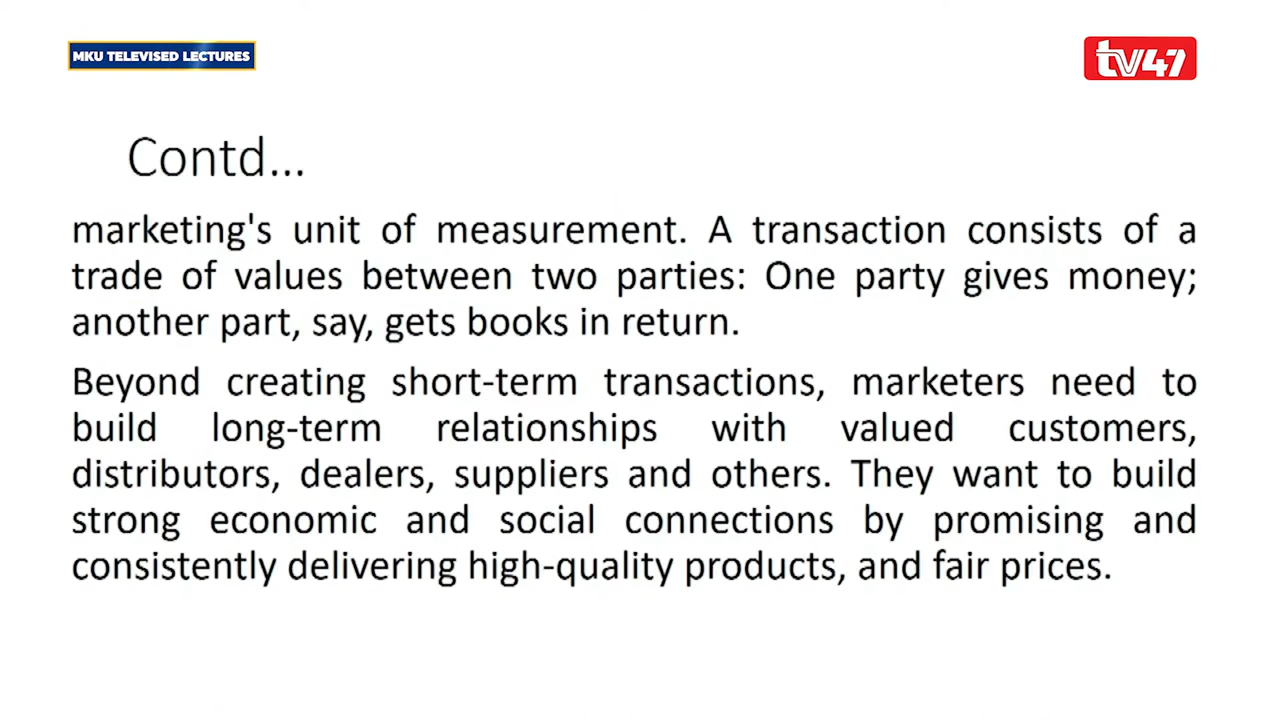 MKU TELEVISED LECTURES
tv47
Contd...
marketing's unit of measurement. A transaction consists of a
trade of values between two parties: One party gives money;
another part, say, gets books in return.
Beyond creating short-term transactions, marketers need to
build long-term relationships with valued customers,
distributors, dealers, suppliers and others. They want to build
strong economic and social connections by promising and
consistently delivering high-quality products, and fair prices.